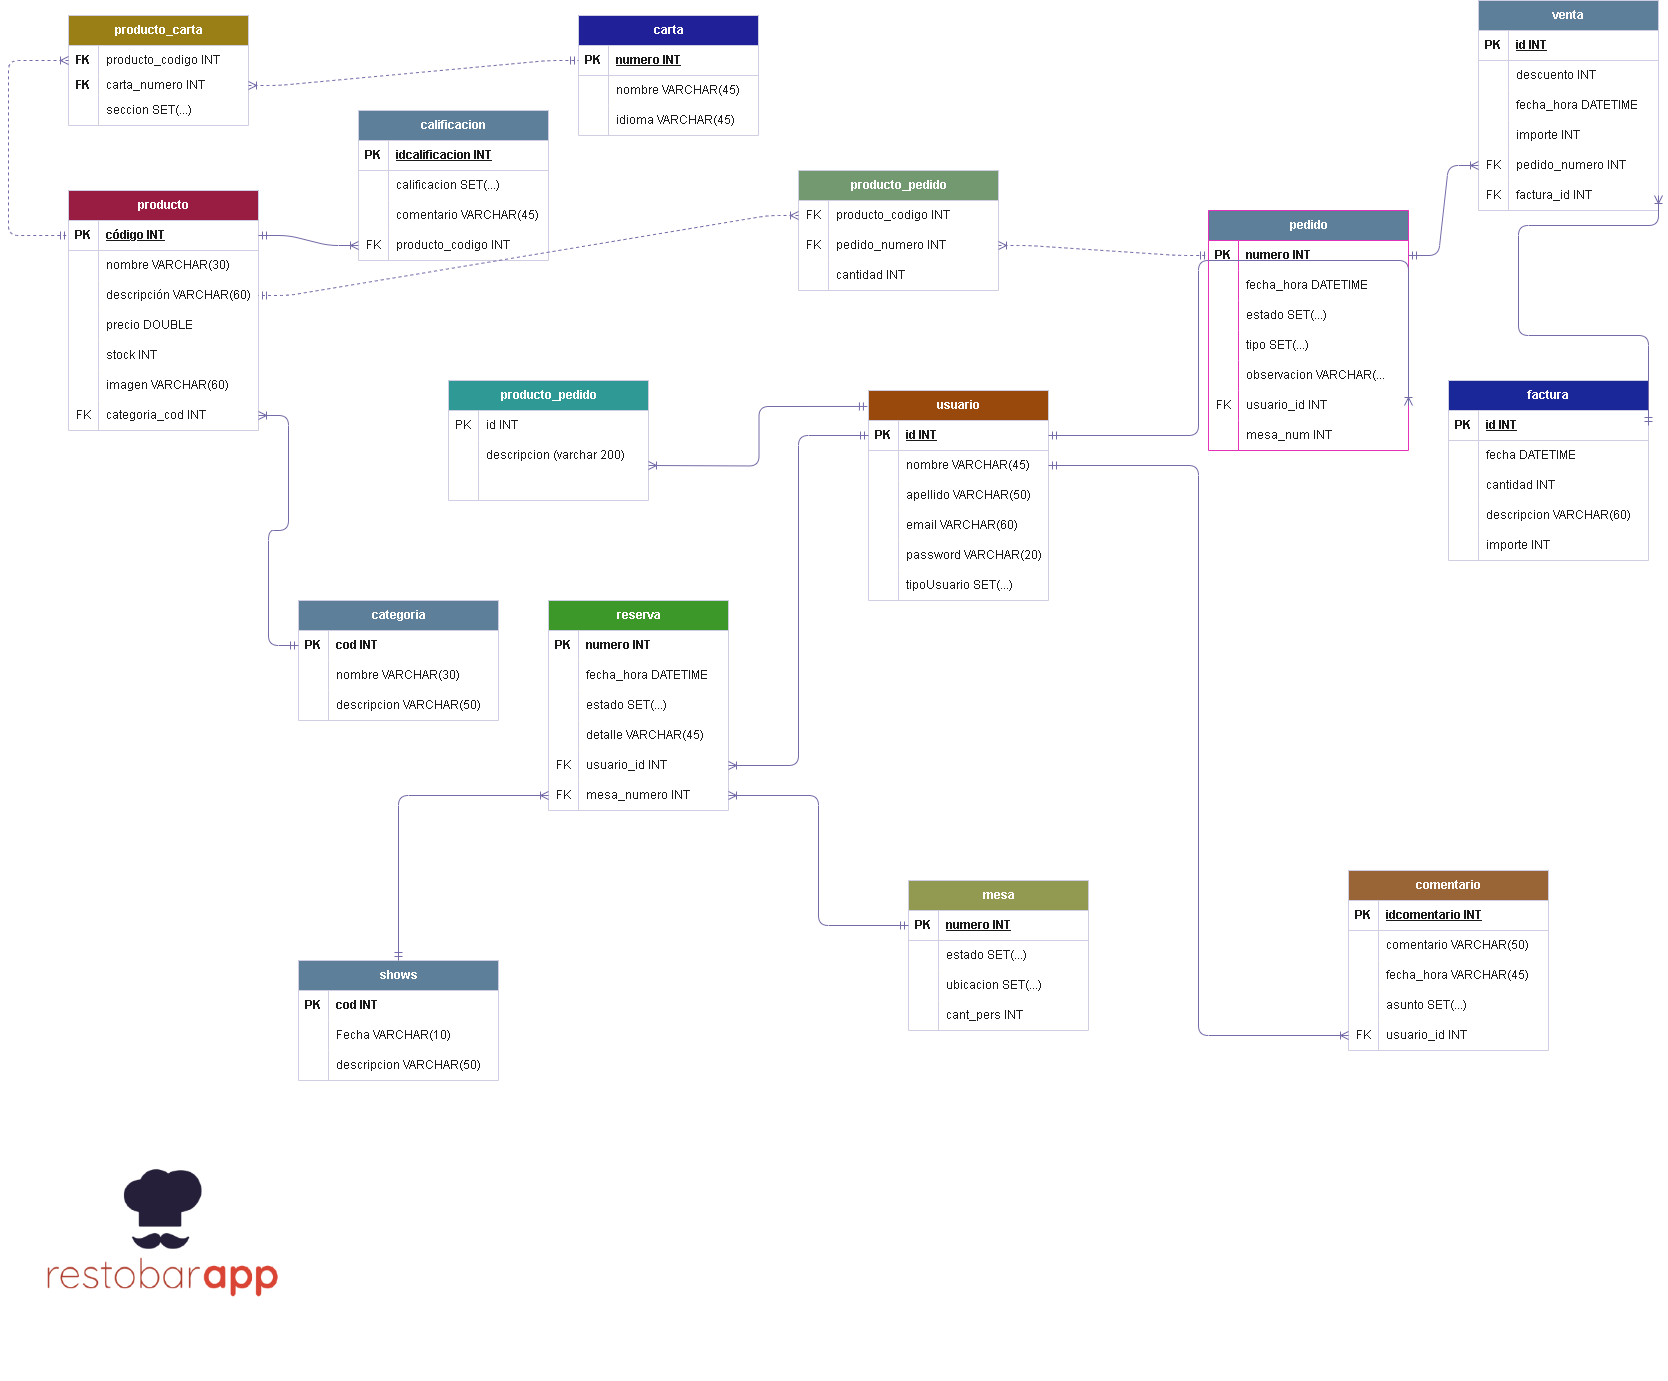 producto_carta
FK producto_codigo INT
FK carta_numero INT
seccion SET(...)
carta
PK numero INT
nombre VARCHAR(45)
idioma VARCHAR(45)
venta
PK id INT
descuento INT
fecha_hora DATETIME
importe INT
FK pedido_numero INT
FK factura_id INT
calificacion
PK idcalificacion INT
calificacion SET(...)
comentario VARCHAR(45)
FK producto_codigo INT
producto
PK código INT
nombre VARCHAR(30)
descripción VARCHAR(60)
precio DOUBLE
stock INT
imagen VARCHAR(60)
FK categoria_cod INT
producto_pedido
FK producto_codigo INT
FK pedido_numero INT
cantidad INT
pedido
PK numero INT
fecha_hora DATETIME
estado SET(...)
tipo SET(...)
observacion VARCHAR(...
FK usuario_id INT
mesa_num INT
producto_pedido
PK id INT
descripcion (varchar 200)
usuario
PK id INT
nombre VARCHAR(45)
apellido VARCHAR(50)
email VARCHAR(60)
password VARCHAR(20)
tipoUsuario SET(...)
factura
PK id INT
fecha DATETIME
cantidad INT
descripcion VARCHAR(60)
importe INT
categoria
PK cod INT
nombre VARCHAR(30)
descripcion VARCHAR(50)
reserva
PK numero INT
fecha_hora DATETIME
estado SET(...)
detalle VARCHAR(45)
FK usuario_id INT
FK mesa_numero INT
mesa
PK numero INT
estado SET(...)
ubicacion SET(...)
cant_pers INT
comentario
PK idcomentario INT
comentario VARCHAR(50)
fecha_hora VARCHAR(45)
asunto SET(...)
FK usuario_id INT
shows
PK cod INT
Fecha VARCHAR(10)
descripcion VARCHAR(50)
restobarapp